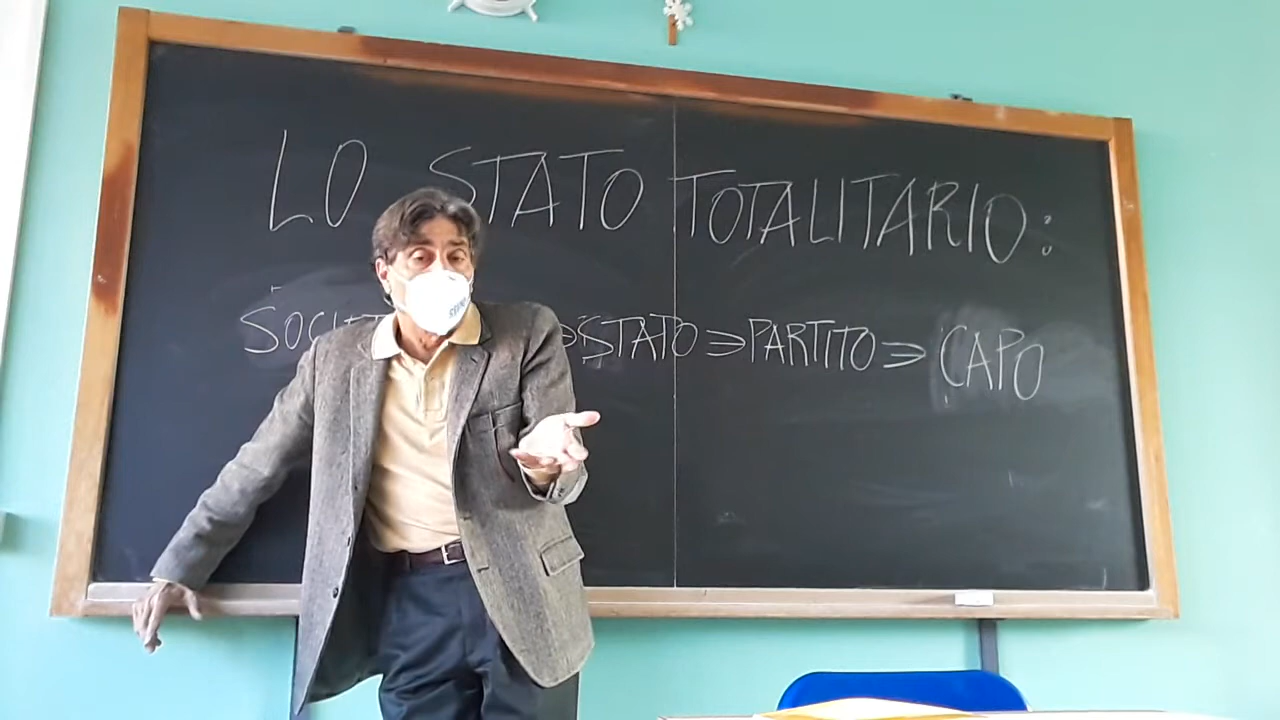 LO STATO TOTALITARIO:
⇒ STATO ⇒ PARTITO ⇒ CAPO